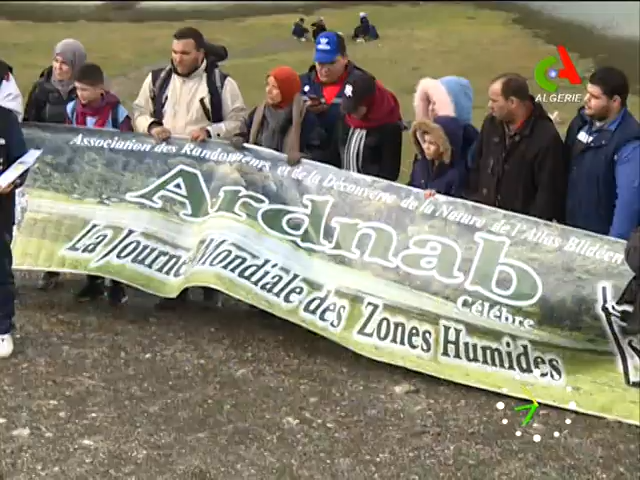 ALGERIE
Association des Randonneurs et de la Découverte de la Nature de l'Atlas Blidéen
Ardnab
Célébre
La Journée Mondiale des Zones Humides